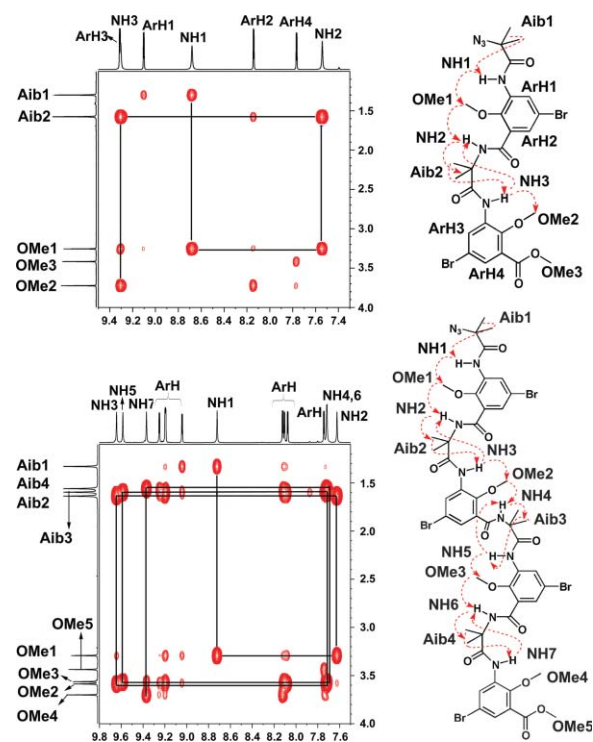 NH3
ArH3
ArH1
NH1
ArH2
ArH4
NH2
Aib1
Aib2
OMe1
OMe3
OMe2
1.5
2.0
2.5
3.0
3.5
4.0
9.4 9.2 9.0 8.8 8.6 8.4 8.2 8.0 7.8 7.6 7.4
Aib1
N3
O
NH1
H
N
ArH1
OMe1
O
Br
ArH2
NH2
H
N
O
Aib2
NH3
O
H
N
OMe2
ArH3
O
Br
OMe3
O
ArH4
O
NH3
NH5
NH7
ArH
NH1
ArH
ArH
NH4,6
NH2
Aib1
Aib4
Aib2
Aib3
OMe5
OMe1
OMe3
OMe2
OMe4
1.5
2.0
2.5
3.0
3.5
4.0
9.8 9.6 9.4 9.2 9.0 8.8 8.6 8.4 8.2 8.0 7.8 7.6 7.4
Aib1
N3
O
NH1
H
N
OMe1
O
Br
NH2
H
N
O
Aib2
NH3
O
H
N
OMe2
O
NH4
H
Br
N
O
Aib3
NH5
H
N
O
OMe3
O
Br
NH6
H
N
O
Aib4
O
H
N
NH7
OMe4
O
Br
OMe5
O
O